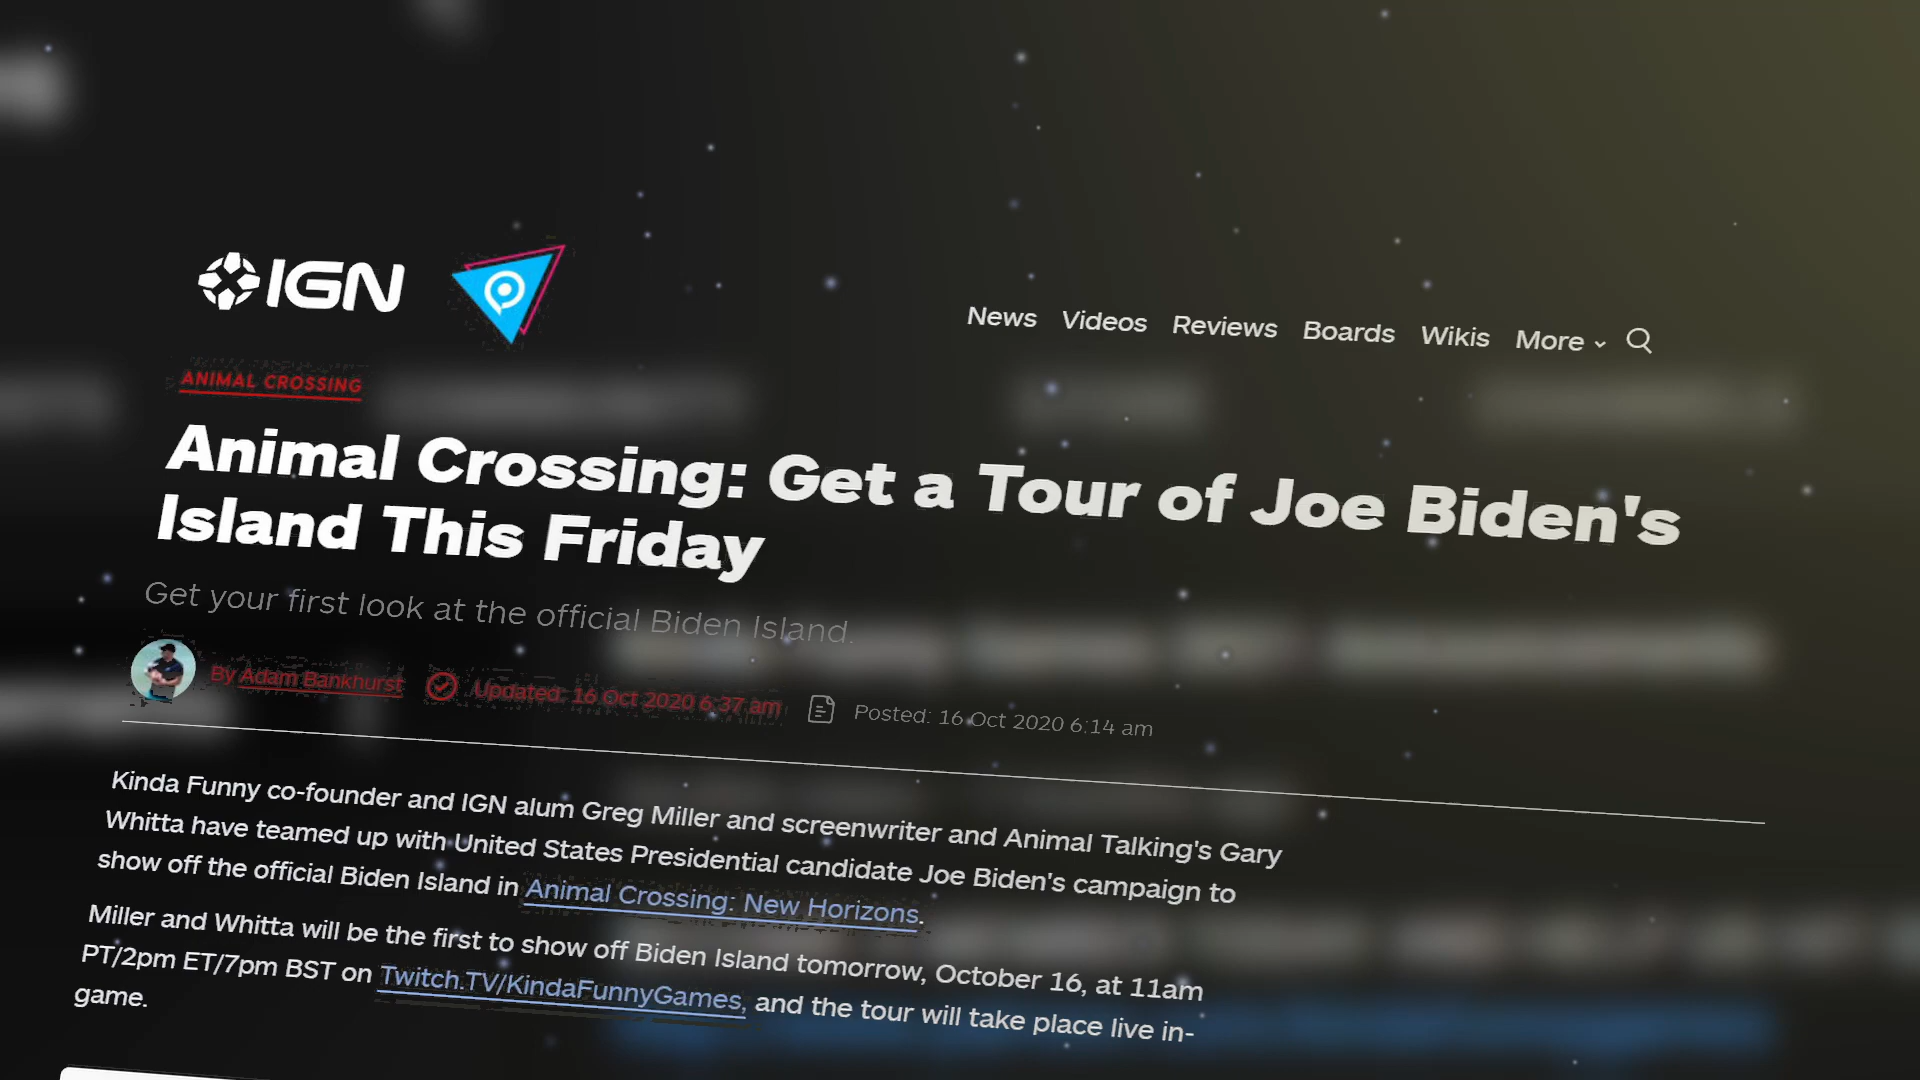 IGN
News Videos Reviews Boards Wikis More
ANIMAL CROSSING
Animal Crossing: Get a Tour of Joe Biden's
Island This Friday
Get your first look at the official Biden Island.
By Adam Bankhurst Updated: 16 Oct 2020 6:37 am Posted: 16 Oct 2020 6:14 am
Kinda Funny co-founder and IGN alum Greg Miller and screenwriter and Animal Talking's Gary
Whitta have teamed up with United States Presidential candidate Joe Biden's campaign to
show off the official Biden Island in Animal Crossing: New Horizons.
Miller and Whitta will be the first to show off Biden Island tomorrow, October 16, at 11am
PT/2pm ET/7pm BST on Twitch.TV/KindaFunnyGames, and the tour will take place live in-
game.